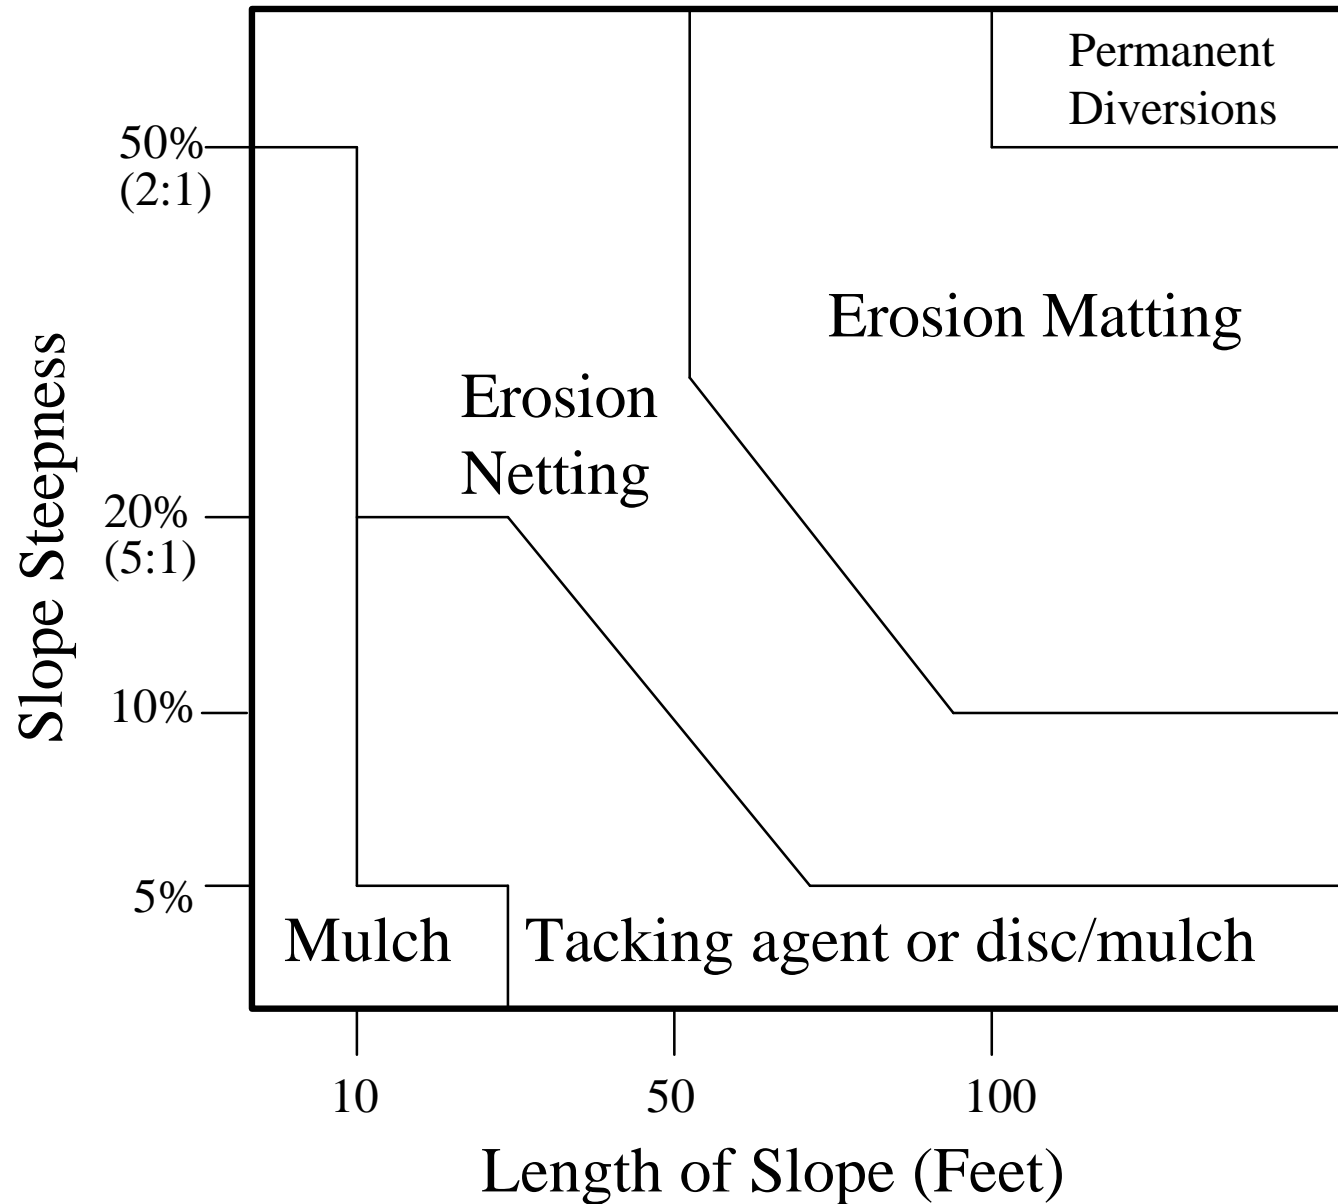 Permanent
Diversions
50%
(2:1)
Erosion Matting
Erosion
Netting
Slope Steepness
20%
(5:1)
10%
5%
Mulch
Tacking agent or disc/mulch
10
50
100
Length of Slope (Feet)